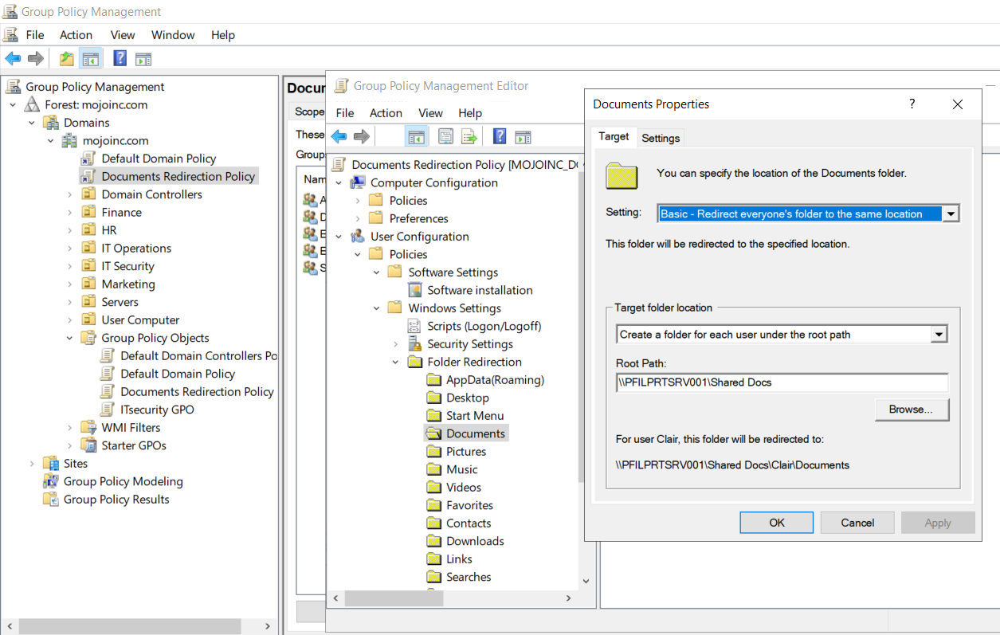 Group Policy Management
File Action View Window Help
Group Policy Management
Forest: mojoinc.com
Domains
mojoinc.com
Default Domain Policy
Documents Redirection Policy
Domain Controllers
Finance
HR
IT Operations
IT Security
Marketing
Servers
User Computer
Group Policy Objects
Default Domain Controllers Po
Default Domain Policy
Documents Redirection Policy
ITsecurity GPO
WMI Filters
Starter GPOs
Sites
Group Policy Modeling
Group Policy Results
Docur
Scope
These
Group
Nam
A
D
E
E
S
Group Policy Management Editor
File Action View Help
Documents Redirection Policy [MOJOINC_DC
Computer Configuration
Policies
Preferences
User Configuration
Policies
Software Settings
Software installation
Windows Settings
Scripts (Logon/Logoff)
Security Settings
Folder Redirection
AppData(Roaming)
Desktop
Start Menu
Documents
Pictures
Music
Videos
Favorites
Contacts
Downloads
Links
Searches
Documents Properties
Target Settings
You can specify the location of the Documents folder.
Setting: Basic - Redirect everyone's folder to the same location
This folder will be redirected to the specified location.
Target folder location
Create a folder for each user under the root path
Root Path:
\\PFILPRTSRV001\Shared Docs
Browse...
For user Clair, this folder will be redirected to:
\\PFILPRTSRV001\Shared Docs\Clair\Documents
OK Cancel Apply